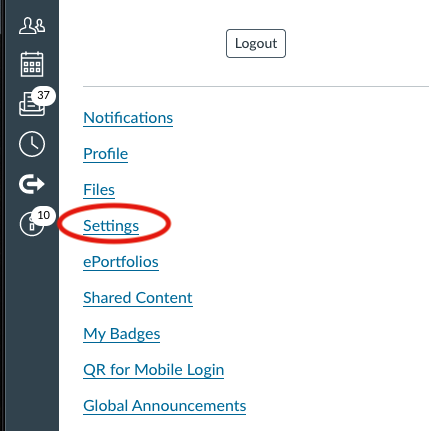 Logout
37
10
Notifications
Profile
Files
Settings
ePortfolios
Shared Content
My Badges
QR for Mobile Login
Global Announcements